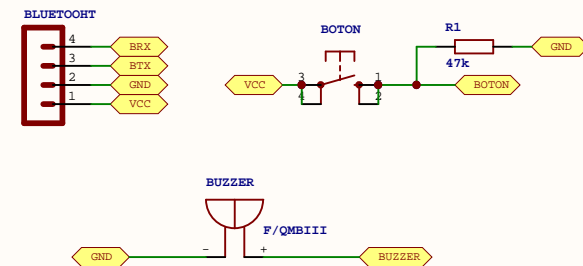 BLUETOOHT
4 BRX
3 BTX
2 GND
1 VCC
BOTON
VCC 3 1 BOTON
4 2
R1
GND
47k
BUZZER
F/QMBIII
GND - + BUZZER